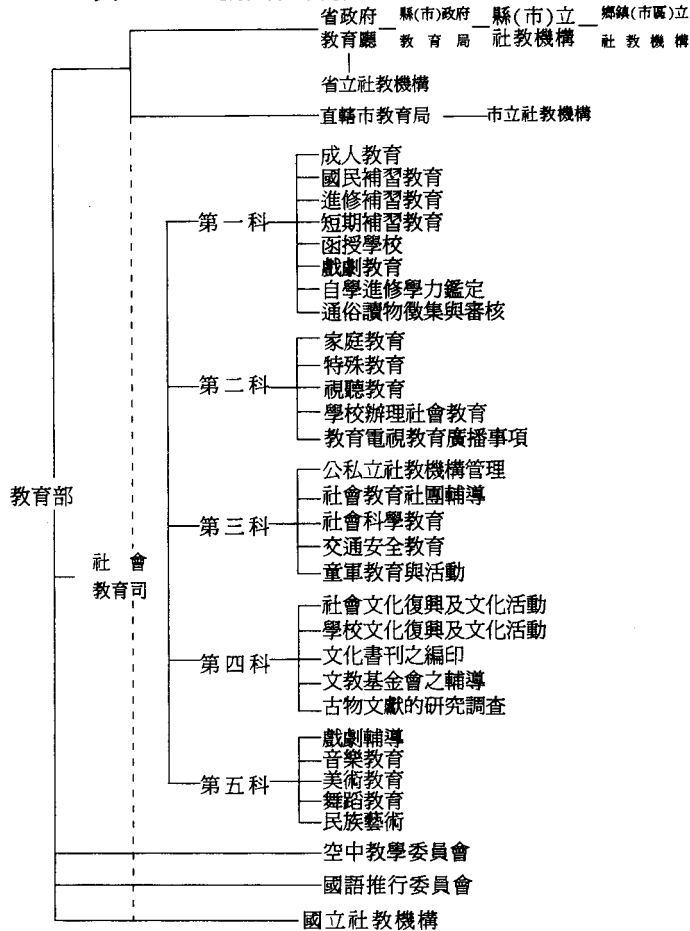 省政府 縣(市)政府 縣(市)立 鄉鎮(市區)立
教育廳 教育局 社教機構 社教機構
省立社教機構
直轄市教育局 市立社教機構
成人教育
國民補習教育
進修補習教育
第一科 短期補習教育
函授學校
戲劇教育
自學進修學力鑑定
通俗讀物徵集與審核
家庭教育
特殊教育
第二科 視聽教育
學校辦理社會教育
教育電視教育廣播事項
公私立社教機構管理
教育部 社會教育社團輔導
第三科 社會科學教育
交通安全教育
社會
教育司 童軍教育與活動
社會文化復興及文化活動
學校文化復興及文化活動
第四科 文化書刊之編印
文教基金會之輔導
古物文獻的研究調查
戲劇輔導
音樂教育
第五科 美術教育
舞蹈教育
民族藝術
空中教學委員會
國語推行委員會
國立社教機構